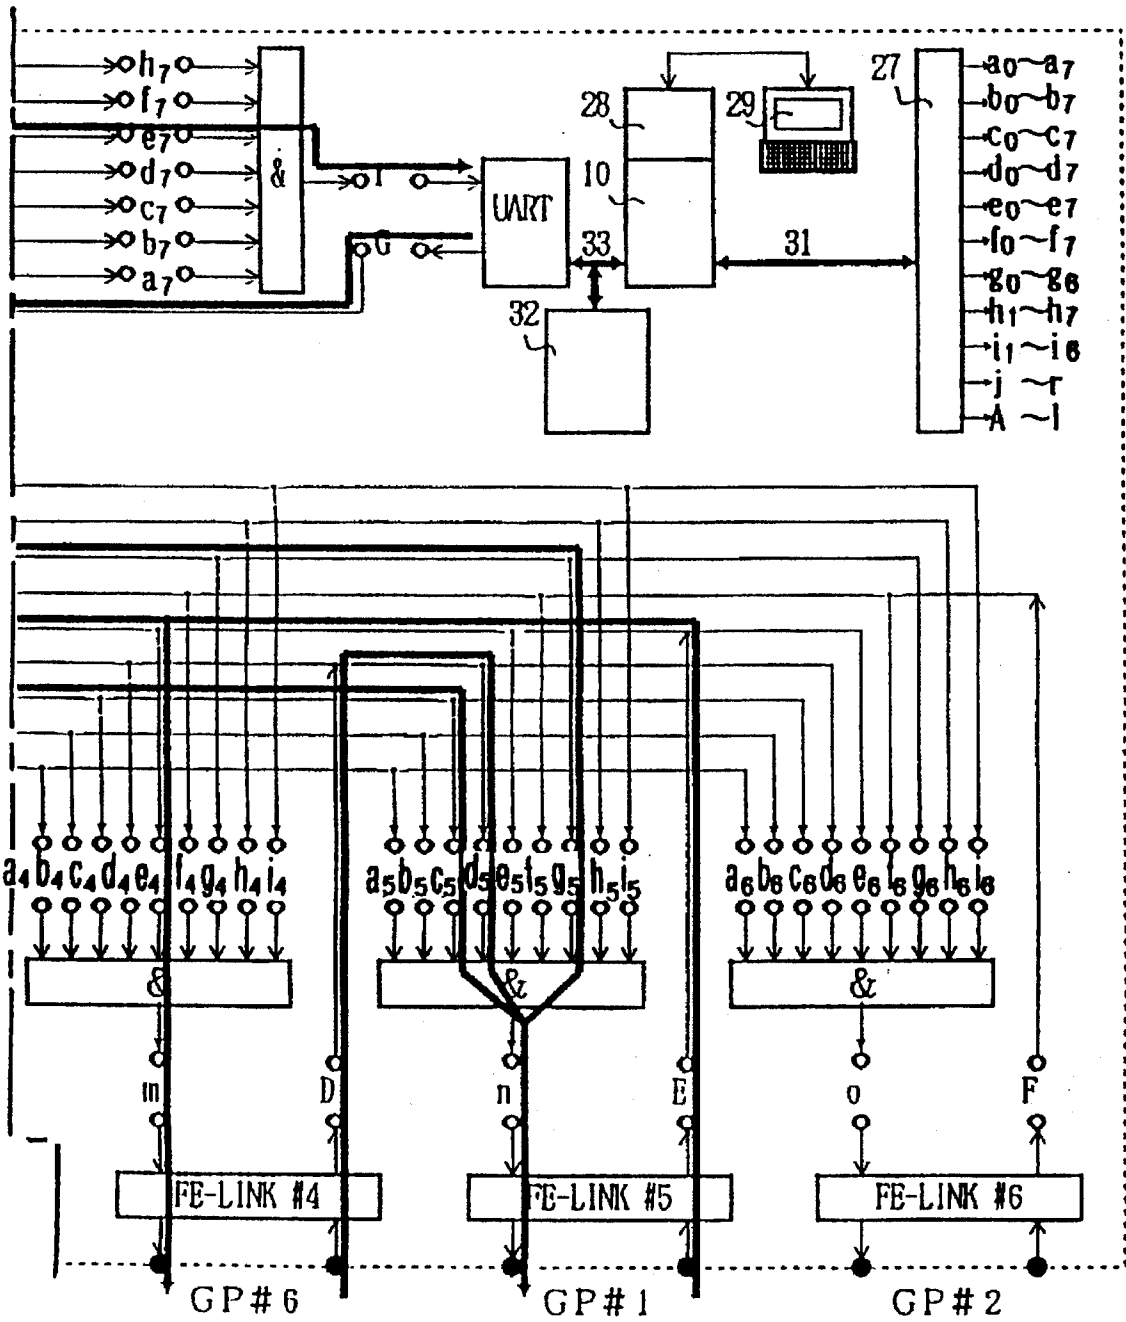 h7
f7
e7
d7
c7
b7
a7
&
I
G
UART
28
10
29
33
32
31
27
a0~a7
b0~b7
c0~c7
d0~d7
e0~e7
f0~f7
g0~g6
h1~h7
i1~i6
j ~r
A ~I
a4 b4 c4 d4 e4 f4 g4 h4 i4
a5 b5 c5 d5 e5 f5 g5 h5 i5
a6 b6 c6 d6 e6 f6 g6 h6 i6
& & &
m D n E o F
FE-LINK #4 FE-LINK #5 FE-LINK #6
GP#6 GP#1 GP#2